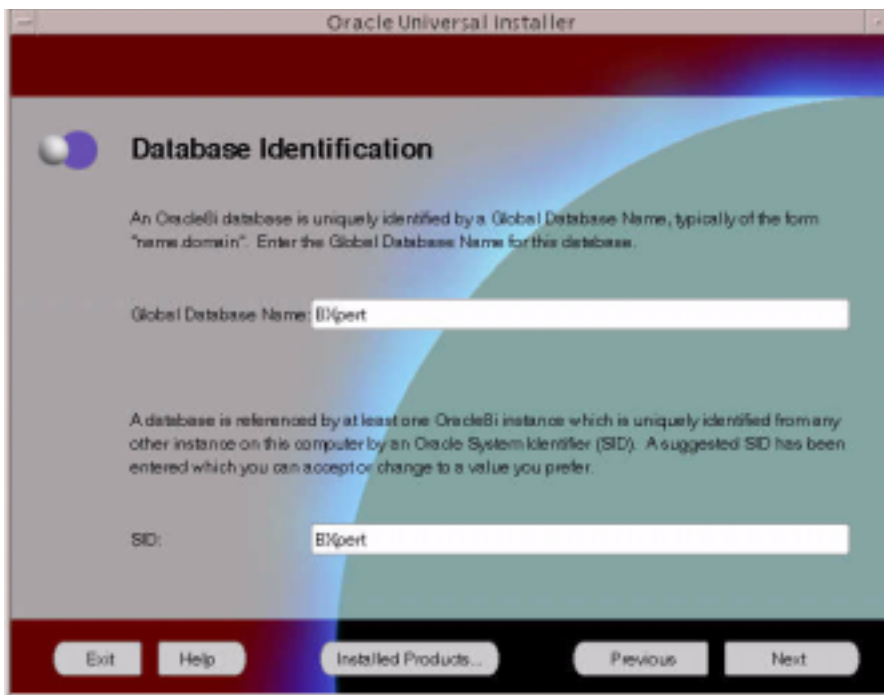 Oracle Universal Installer
Database Identification
An Oracle8i database is uniquely identified by a Global Database Name, typically of the form
"name.domain". Enter the Global Database Name for this database.
Global Database Name: BXpert
A database is referenced by at least one Oracle8i instance which is uniquely identified from any
other instance on this computer by an Oracle System Identifier (SID). A suggested SID has been
entered which you can accept or change to a value you prefer.
SID: BXpert
Exit Help Installed Products... Previous Next